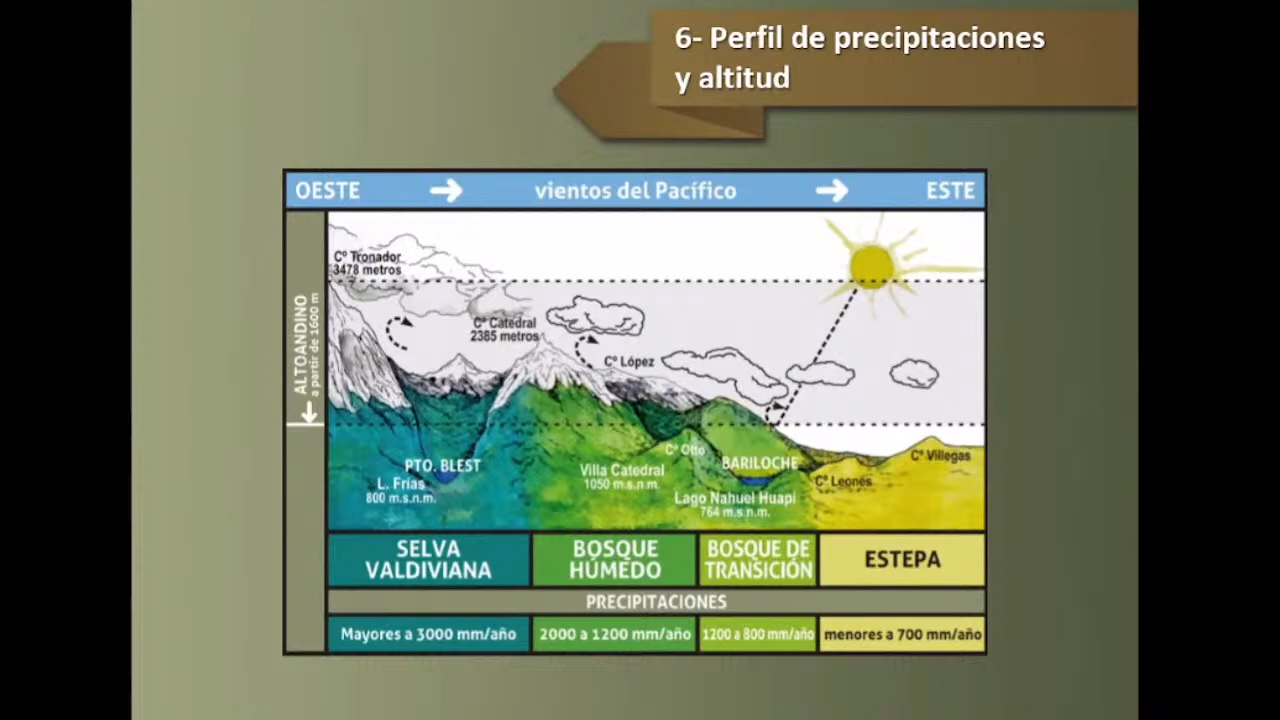 6- Perfil de precipitaciones
y altitud
OESTE
vientos del Pacífico
ESTE
Cº Tronador
3478 metros
Cº Catedral
2385 metros
Cº López
ALTOANDINO
a partir de 1600 m
PTO. BLEST
L. Frías
800 m.s.n.m.
Villa Catedral
1050 m.s.n.m.
Cº Otto
BARILOCHE
Lago Nahuel Huapi
764 m.s.n.m.
Cº Leones
Cº Villegas
SELVA
VALDIVIANA
BOSQUE
HÚMEDO
BOSQUE DE
TRANSICIÓN
ESTEPA
PRECIPITACIONES
Mayores a 3000 mm/año
2000 a 1200 mm/año
1200 a 800 mm/año
menores a 700 mm/año